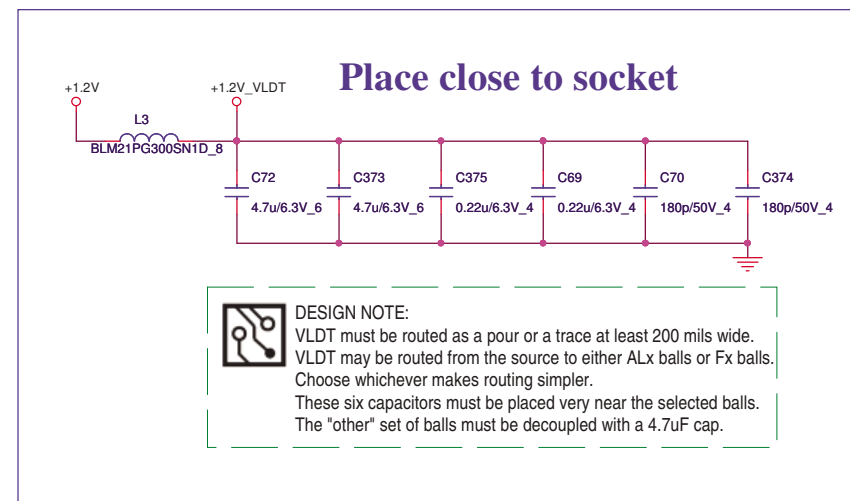 Place close to socket
+1.2V
+1.2V_VLDT
L3
BLM21PG300SN1D_8
C72
4.7u/6.3V_6
C373
4.7u/6.3V_6
C375
0.22u/6.3V_4
C69
0.22u/6.3V_4
C70
180p/50V_4
C374
180p/50V_4
DESIGN NOTE:
VLDT must be routed as a pour or a trace at least 200 mils wide.
VLDT may be routed from the source to either ALx balls or Fx balls.
Choose whichever makes routing simpler.
These six capacitors must be placed very near the selected balls.
The "other" set of balls must be decoupled with a 4.7uF cap.